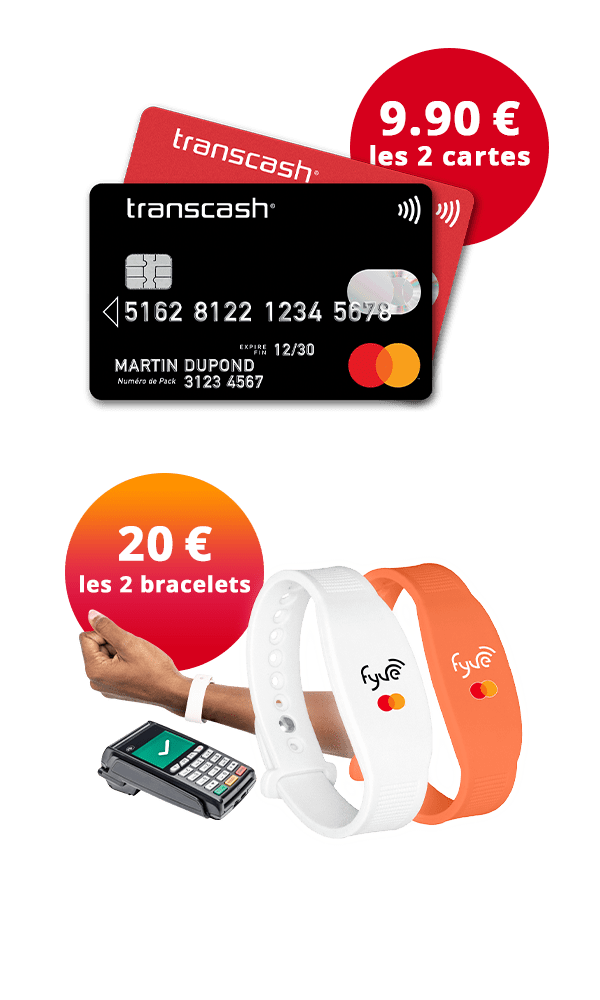 9.90 €
les 2 cartes
transcash®
transcash®
5162 8122 1234 5678
EXPIRE
FIN
12/30
MARTIN DUPOND
Numéro de Pack 3123 4567
20 €
les 2 bracelets
fyve
fyve